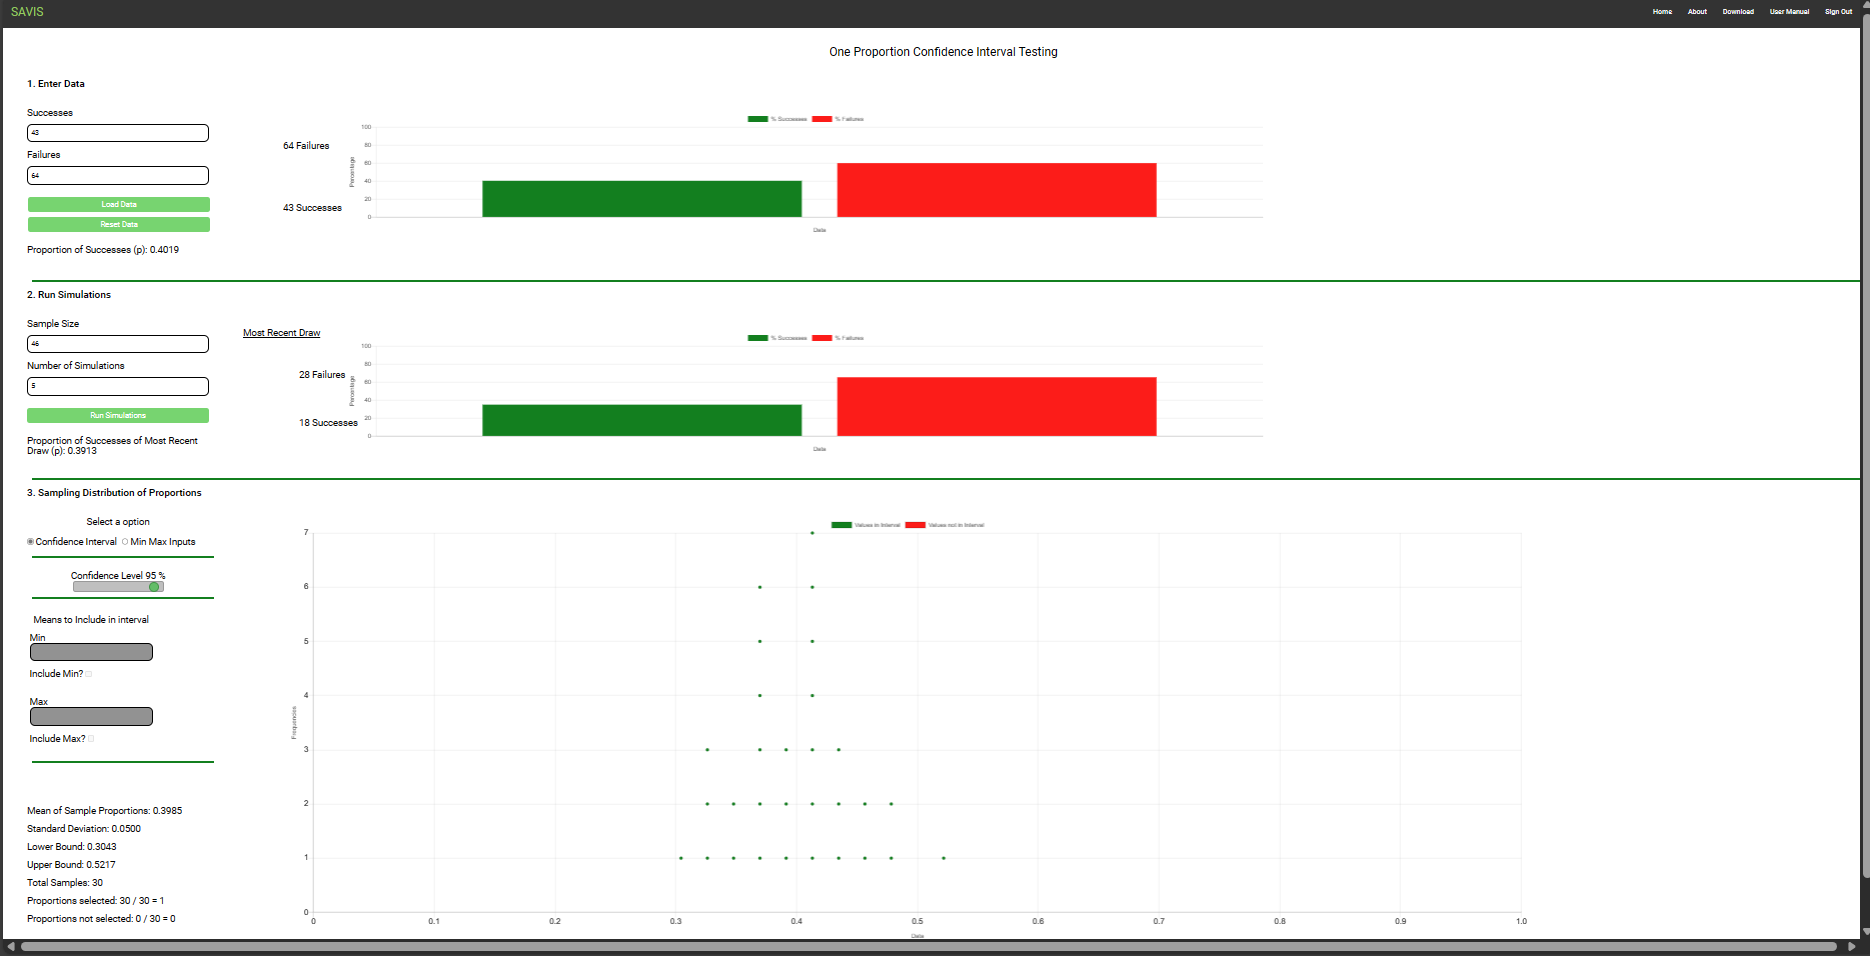 SAVIS
Home About Download User Manual Sign Out
One Proportion Confidence Interval Testing
1. Enter Data
Successes
43
Failures
64
Load Data
Reset Data
Proportion of Successes (p): 0.4019
64 Failures
43 Successes
% Successes % Failures
Percentage
100
80
60
40
20
0
Data
2. Run Simulations
Sample Size
46
Number of Simulations
5
Run Simulations
Proportion of Successes of Most Recent
Draw (p): 0.3913
Most Recent Draw
28 Failures
18 Successes
% Successes % Failures
Percentage
100
80
60
40
20
0
Data
3. Sampling Distribution of Proportions
Select a option
Confidence Interval Min Max Inputs
Confidence Level 95 %
Means to Include in interval
Min
Include Min?
Max
Include Max?
Mean of Sample Proportions: 0.3985
Standard Deviation: 0.0500
Lower Bound: 0.3043
Upper Bound: 0.5217
Total Samples: 30
Proportions selected: 30 / 30 = 1
Proportions not selected: 0 / 30 = 0
Values in Interval Values not in Interval
Frequencies
7
6
5
4
3
2
1
0
0 0.1 0.2 0.3 0.4 0.5 0.6 0.7 0.8 0.9 1.0
Data